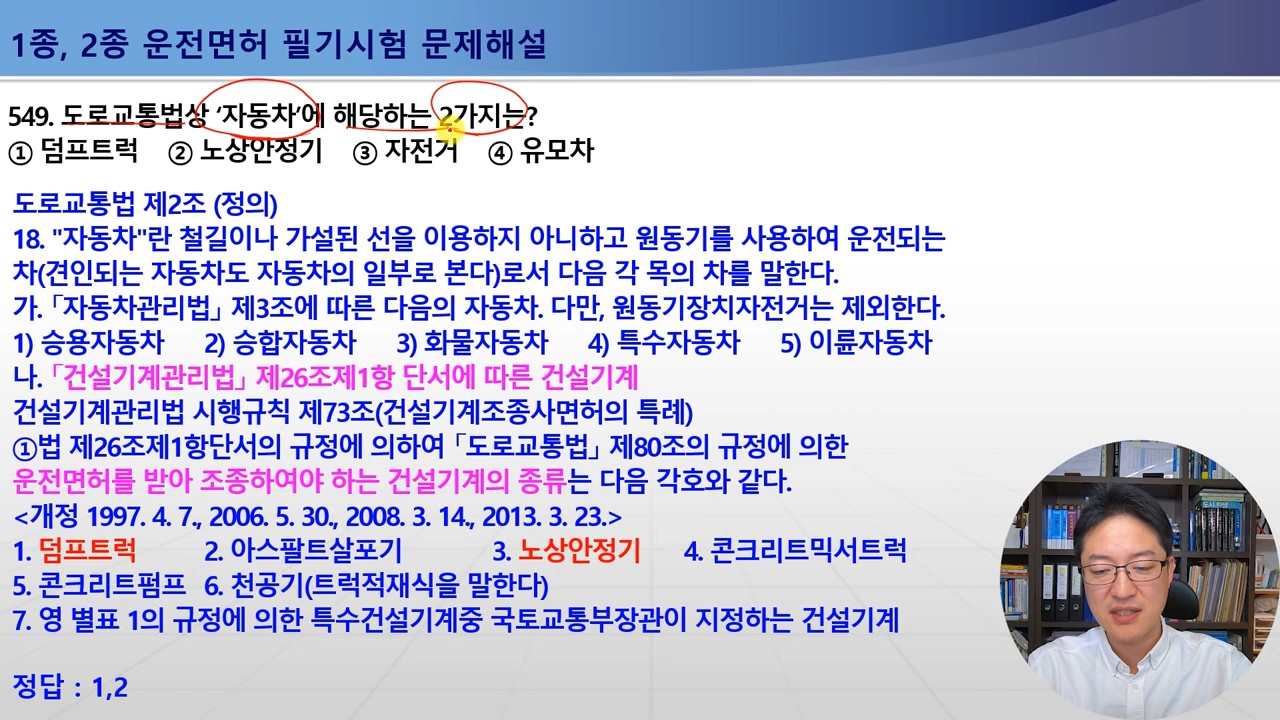 1종, 2종 운전면허 필기시험 문제해설
549. 도로교통법상 ‘자동차’에 해당하는 2가지는?
① 덤프트럭 ② 노상안정기 ③ 자전거 ④ 유모차
도로교통법 제2조 (정의)
18. "자동차"란 철길이나 가설된 선을 이용하지 아니하고 원동기를 사용하여 운전되는
차(견인되는 자동차도 자동차의 일부로 본다)로서 다음 각 목의 차를 말한다.
가. 「자동차관리법」 제3조에 따른 다음의 자동차. 다만, 원동기장치자전거는 제외한다.
1) 승용자동차 2) 승합자동차 3) 화물자동차 4) 특수자동차 5) 이륜자동차
나. 「건설기계관리법」 제26조제1항 단서에 따른 건설기계
건설기계관리법 시행규칙 제73조(건설기계조종사면허의 특례)
①법 제26조제1항단서의 규정에 의하여 「도로교통법」 제80조의 규정에 의한
운전면허를 받아 조종하여야 하는 건설기계의 종류는 다음 각호와 같다.
<개정 1997. 4. 7., 2006. 5. 30., 2008. 3. 14., 2013. 3. 23.>
1. 덤프트럭 2. 아스팔트살포기 3. 노상안정기 4. 콘크리트믹서트럭
5. 콘크리트펌프 6. 천공기(트럭적재식을 말한다)
7. 영 별표 1의 규정에 의한 특수건설기계중 국토교통부장관이 지정하는 건설기계
정답 : 1,2